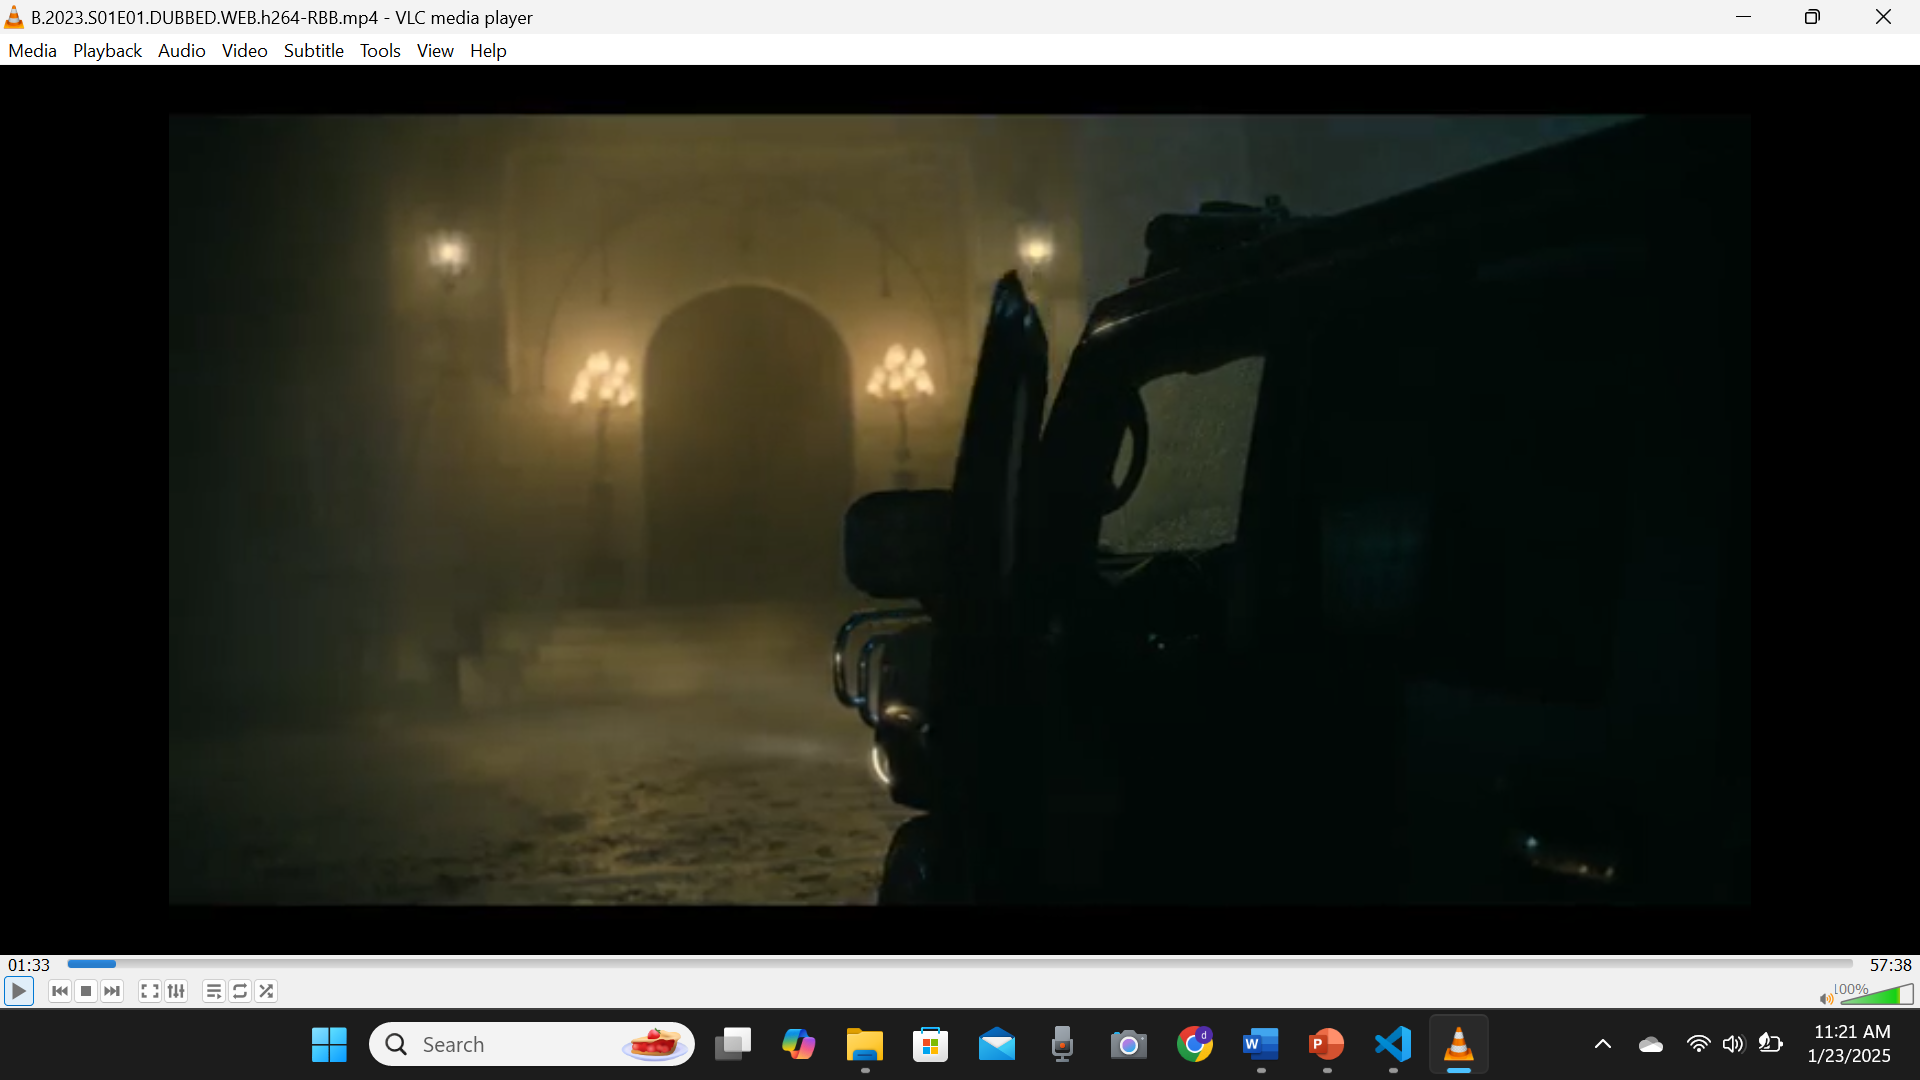 B.2023.S01E01.DUBBED.WEB.h264-RBB.mp4 - VLC media player
Media Playback Audio Video Subtitle Tools View Help
01:33 57:38
100%
Search
d
W
P
11:21 AM
1/23/2025